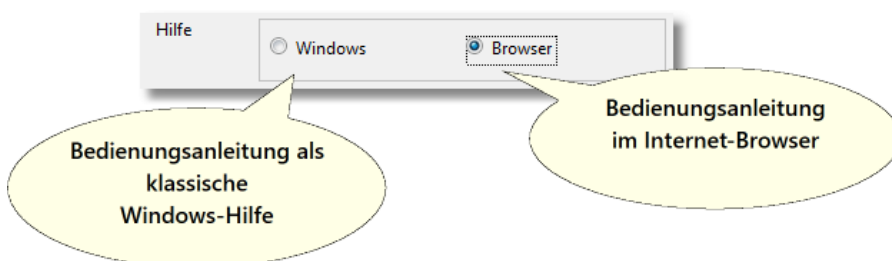 Hilfe
Windows
Browser
Bedienungsanleitung
im Internet-Browser
Bedienungsanleitung als
klassische
Windows-Hilfe